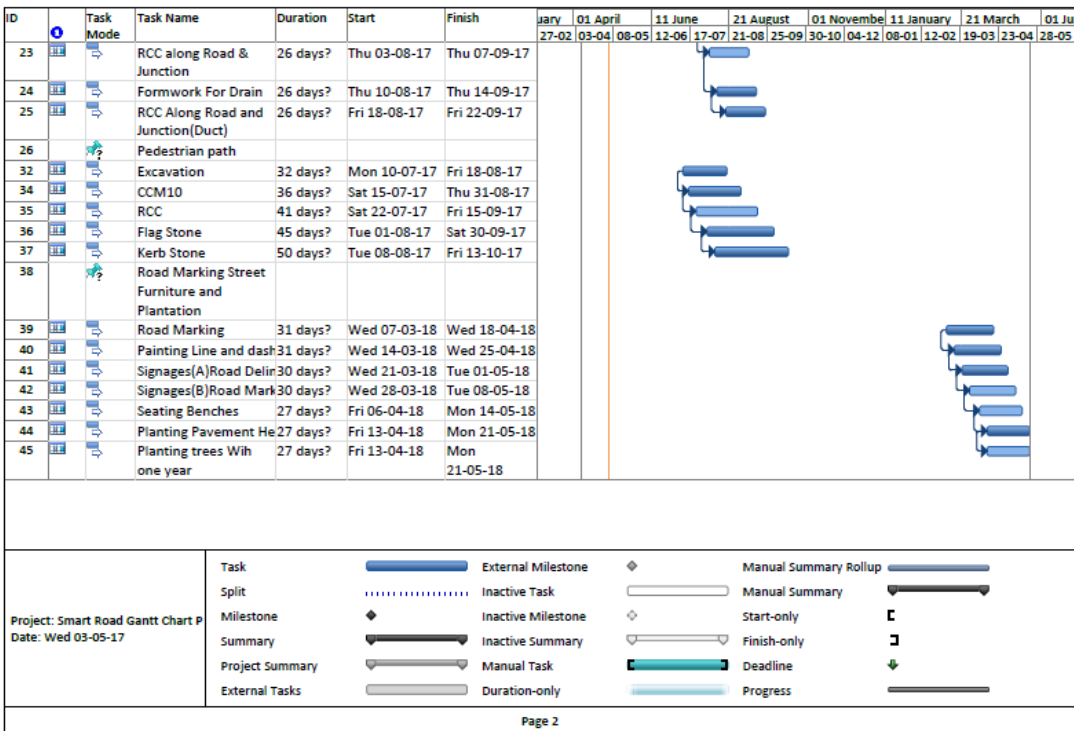 ID Task Mode Task Name Duration Start Finish uary 01 April 11 June 21 August 01 Novembe 11 January 21 March 01 Ju
27-02 03-04 08-05 12-06 17-07 21-08 25-09 30-10 04-12 08-01 12-02 19-03 23-04 28-05
23 RCC along Road & 26 days? Thu 03-08-17 Thu 07-09-17
Junction
24 Formwork For Drain 26 days? Thu 10-08-17 Thu 14-09-17
25 RCC Along Road and 26 days? Fri 18-08-17 Fri 22-09-17
Junction(Duct)
26 ? Pedestrian path
32 Excavation 32 days? Mon 10-07-17 Fri 18-08-17
34 CCM10 36 days? Sat 15-07-17 Thu 31-08-17
35 RCC 41 days? Sat 22-07-17 Fri 15-09-17
36 Flag Stone 45 days? Tue 01-08-17 Sat 30-09-17
37 Kerb Stone 50 days? Tue 08-08-17 Fri 13-10-17
38 ? Road Marking Street
Furniture and
Plantation
39 Road Marking 31 days? Wed 07-03-18 Wed 18-04-18
40 Painting Line and dash 31 days? Wed 14-03-18 Wed 25-04-18
41 Signages(A)Road Delin 30 days? Wed 21-03-18 Tue 01-05-18
42 Signages(B)Road Mark 30 days? Wed 28-03-18 Tue 08-05-18
43 Seating Benches 27 days? Fri 06-04-18 Mon 14-05-18
44 Planting Pavement He 27 days? Fri 13-04-18 Mon 21-05-18
45 Planting trees Wih 27 days? Fri 13-04-18 Mon
one year 21-05-18
Project: Smart Road Gantt Chart P
Date: Wed 03-05-17
Task External Milestone Manual Summary Rollup
Split Inactive Task Manual Summary
Milestone Inactive Milestone Start-only
Summary Inactive Summary Finish-only
Project Summary Manual Task Deadline
External Tasks Duration-only Progress
Page 2